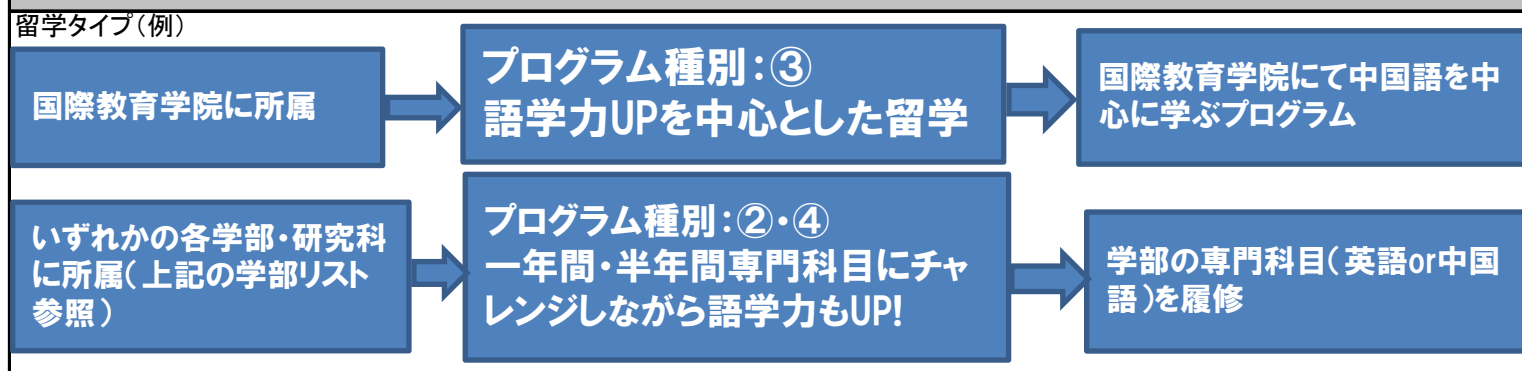 留学タイプ(例)
国際教育学院に所属
プログラム種別:③
語学力UPを中心とした留学
国際教育学院にて中国語を中
心に学ぶプログラム
いずれかの各学部・研究科
に所属(上記の学部リスト
参照)
プログラム種別:②・④
一年間・半年間専門科目にチャ
レンジしながら語学力もUP!
学部の専門科目(英語or中国
語)を履修